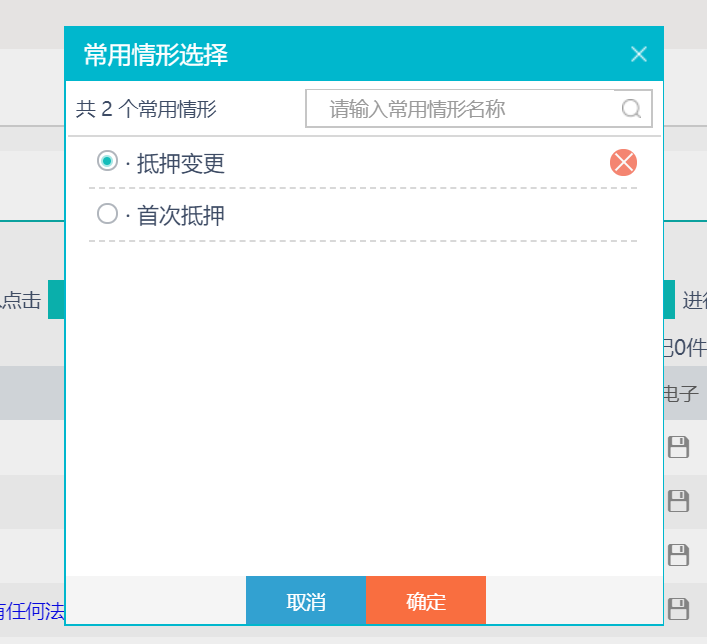 常用情形选择
共 2 个常用情形
请输入常用情形名称
· 抵押变更
· 首次抵押
点击
进
0件
电子
有任何法
取消
确定